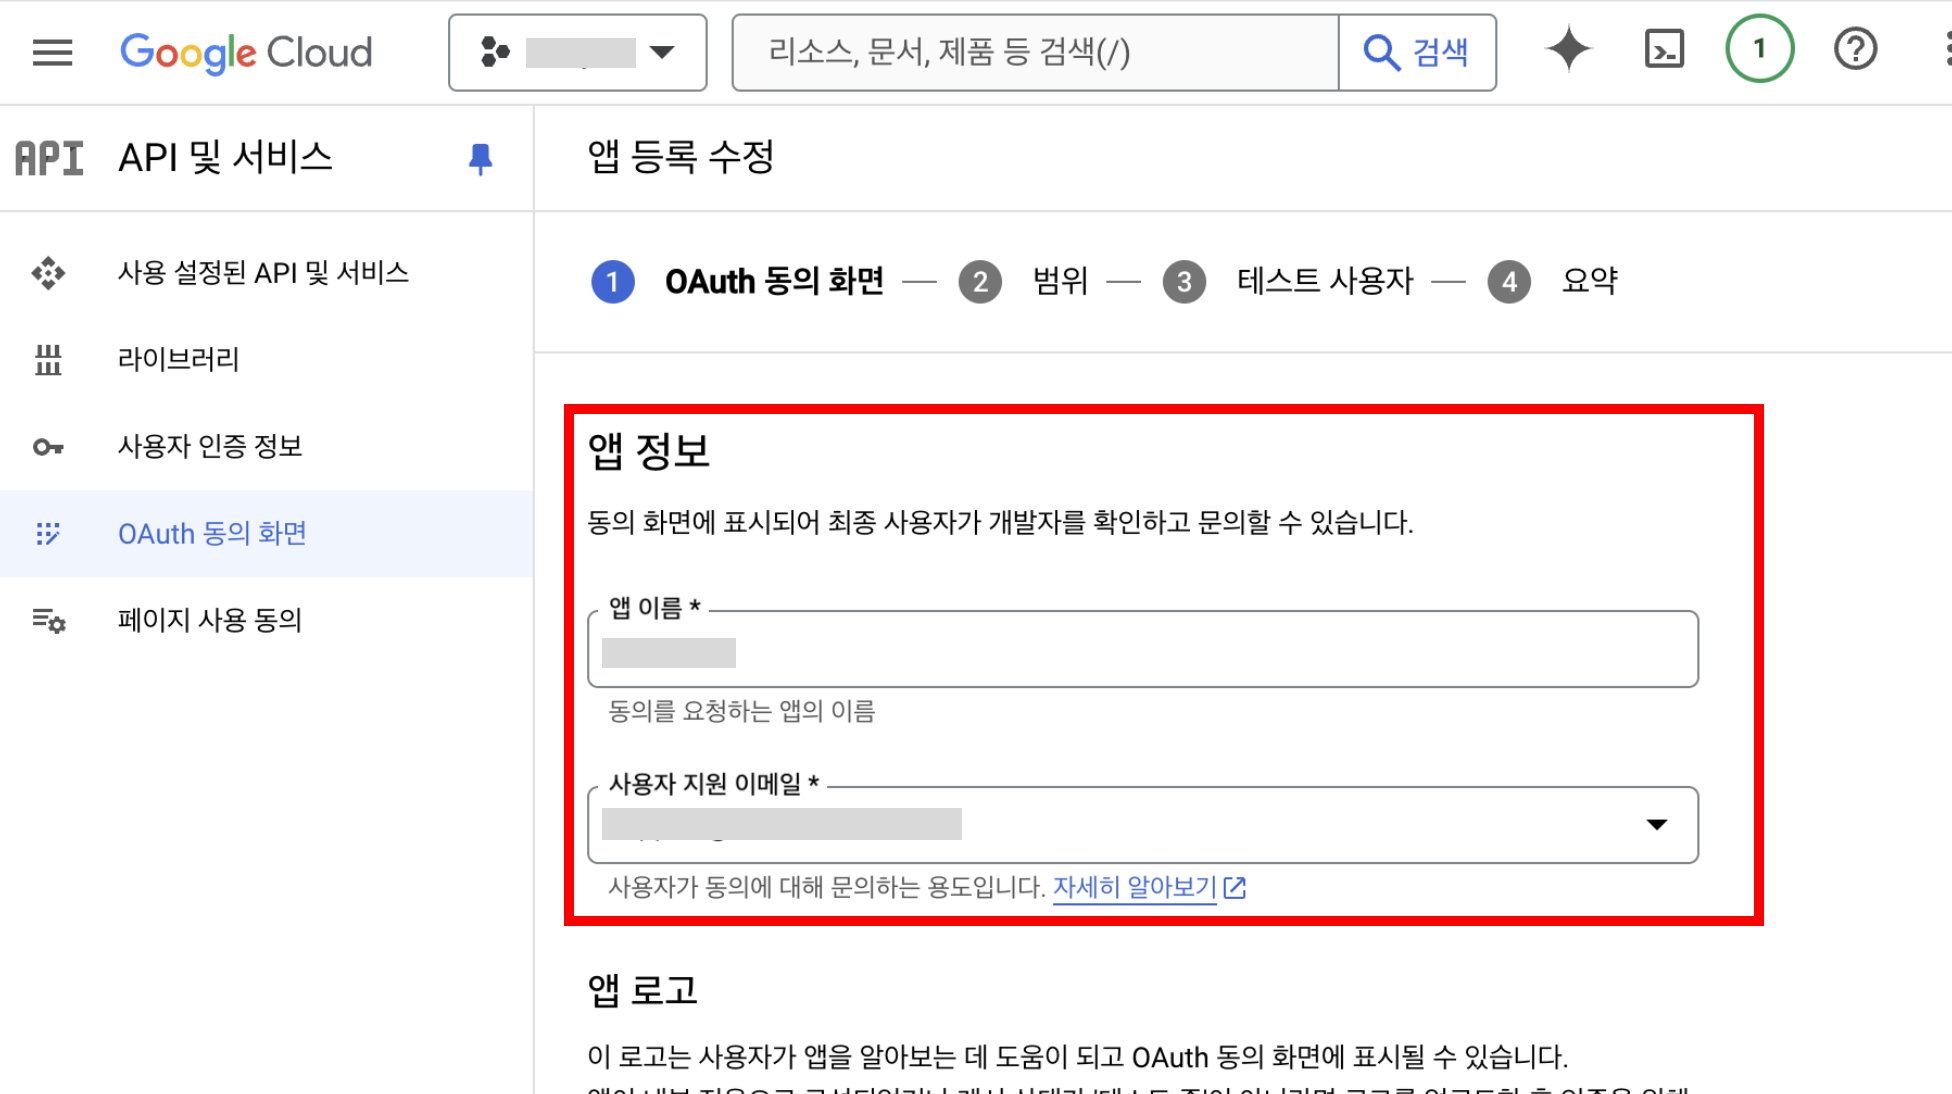 Google Cloud
리소스, 문서, 제품 등 검색(/)
검색
1
API API 및 서비스
앱 등록 수정
사용 설정된 API 및 서비스
라이브러리
사용자 인증 정보
OAuth 동의 화면
페이지 사용 동의
1 OAuth 동의 화면 — 2 범위 — 3 테스트 사용자 — 4 요약
앱 정보
동의 화면에 표시되어 최종 사용자가 개발자를 확인하고 문의할 수 있습니다.
앱 이름 *
동의를 요청하는 앱의 이름
사용자 지원 이메일 *
사용자가 동의에 대해 문의하는 용도입니다. 자세히 알아보기
앱 로고
이 로고는 사용자가 앱을 알아보는 데 도움이 되고 OAuth 동의 화면에 표시될 수 있습니다.